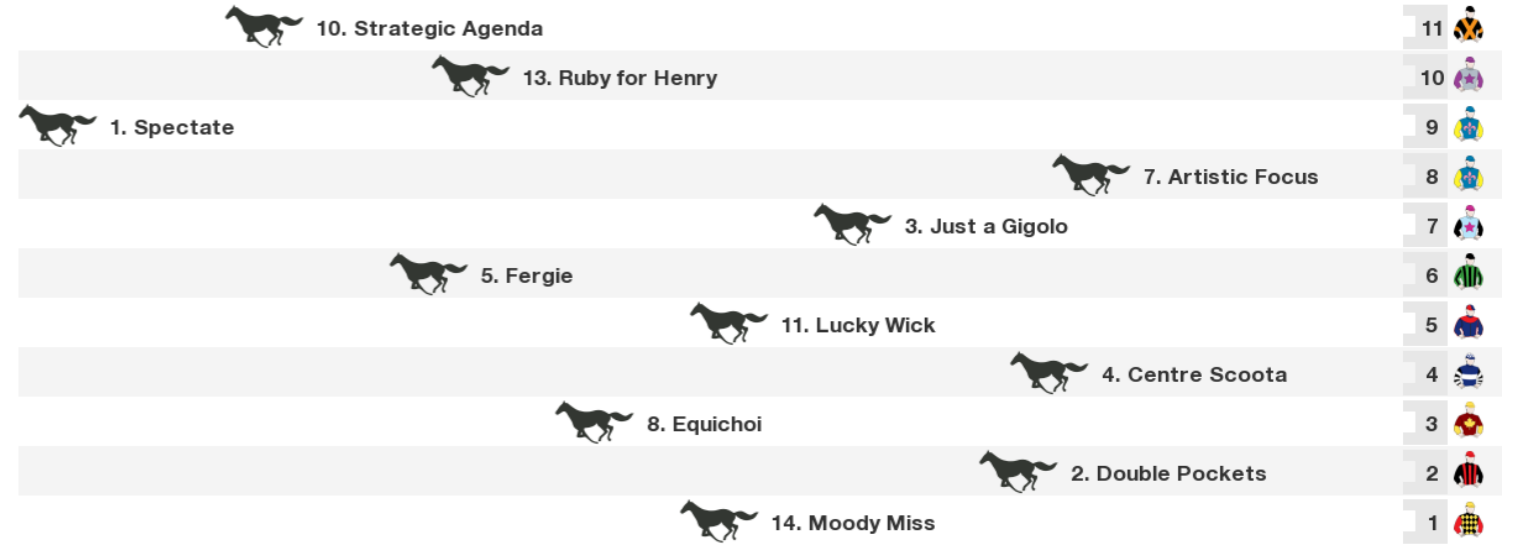 10. Strategic Agenda 11
13. Ruby for Henry 10
1. Spectate 9
7. Artistic Focus 8
3. Just a Gigolo 7
5. Fergie 6
11. Lucky Wick 5
4. Centre Scoota 4
8. Equichoi 3
2. Double Pockets 2
14. Moody Miss 1